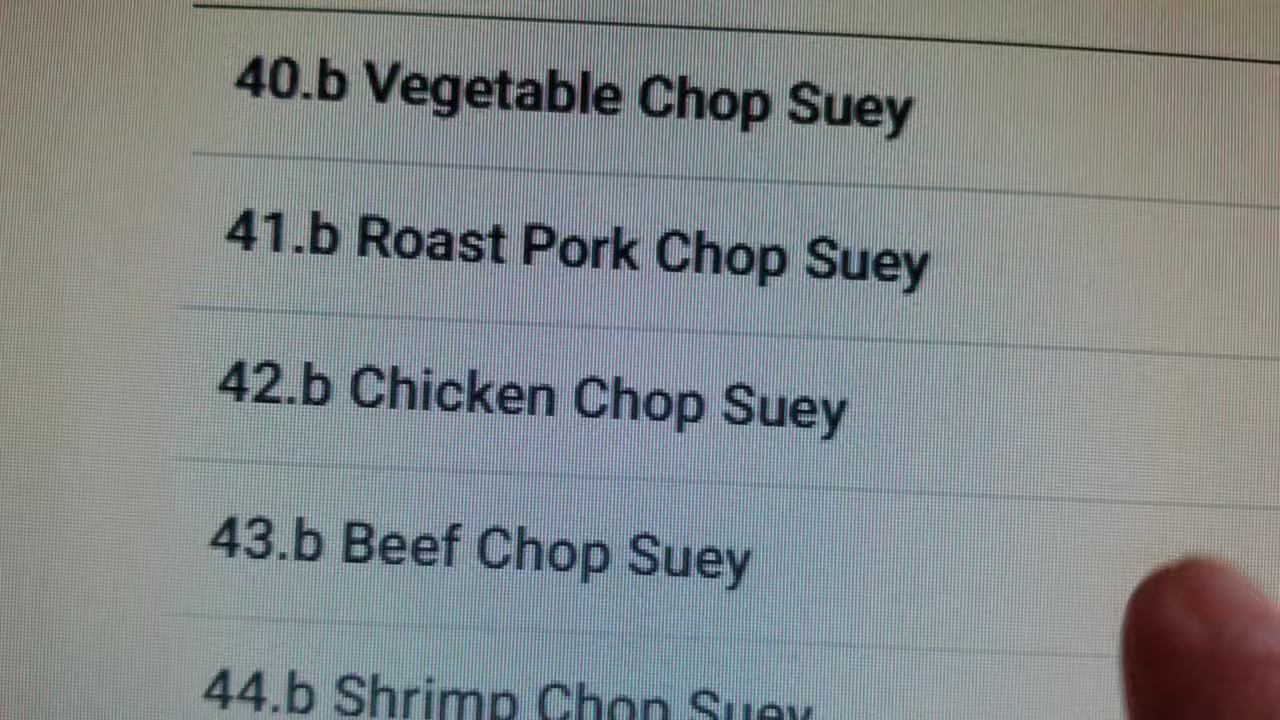 40.b Vegetable Chop Suey
41.b Roast Pork Chop Suey
42.b Chicken Chop Suey
43.b Beef Chop Suey
44.b Shrimp Chop Suey